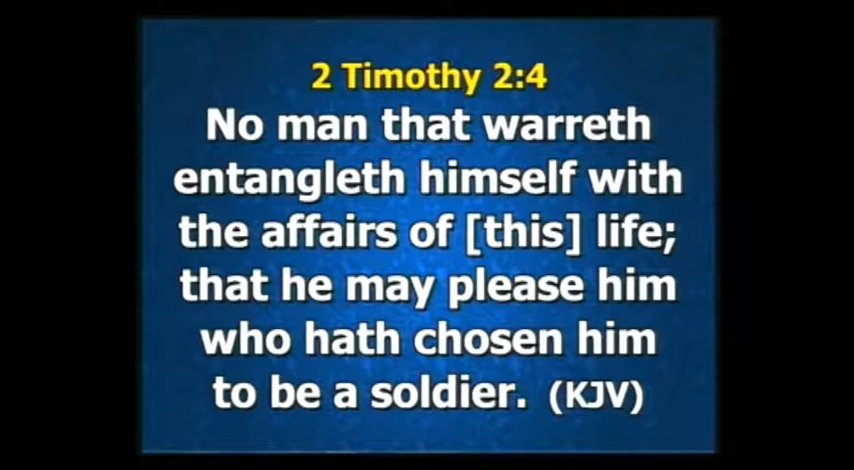 2 Timothy 2:4
No man that warreth
entangleth himself with
the affairs of [this] life;
that he may please him
who hath chosen him
to be a soldier. (KJV)